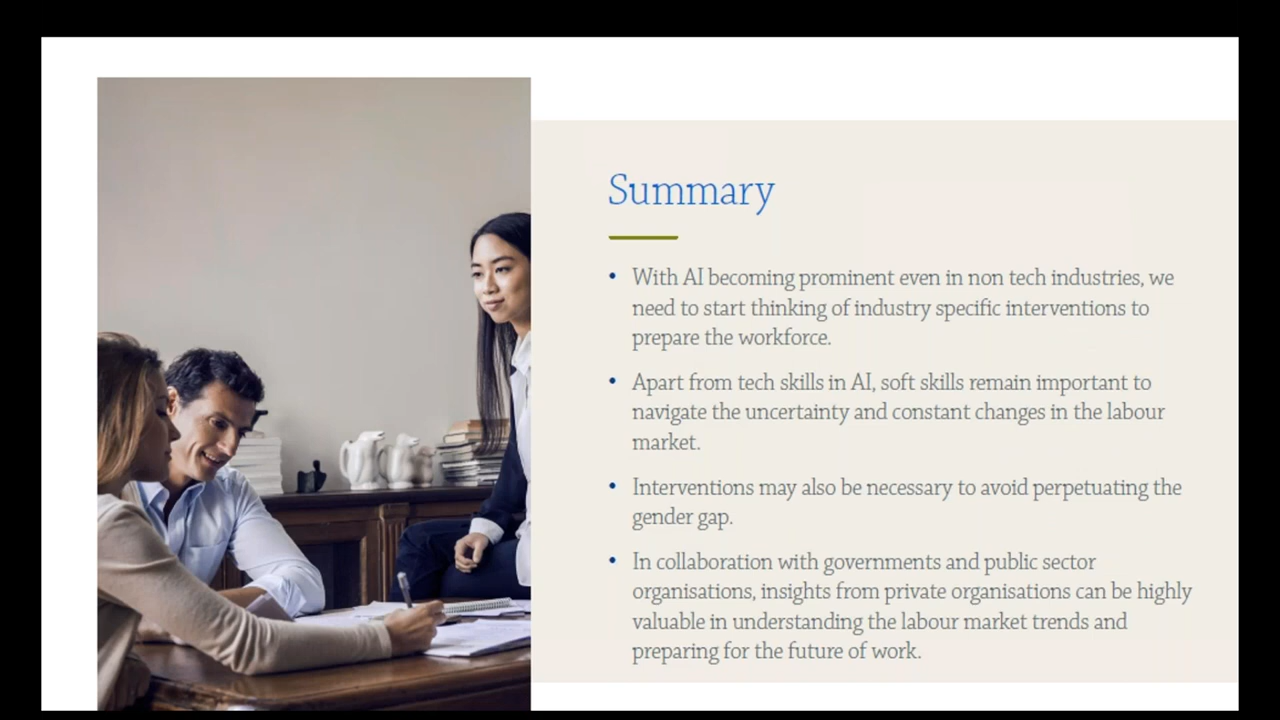 Summary
• With AI becoming prominent even in non tech industries, we
need to start thinking of industry specific interventions to
prepare the workforce.
• Apart from tech skills in AI, soft skills remain important to
navigate the uncertainty and constant changes in the labour
market.
• Interventions may also be necessary to avoid perpetuating the
gender gap.
• In collaboration with governments and public sector
organisations, insights from private organisations can be highly
valuable in understanding the labour market trends and
preparing for the future of work.